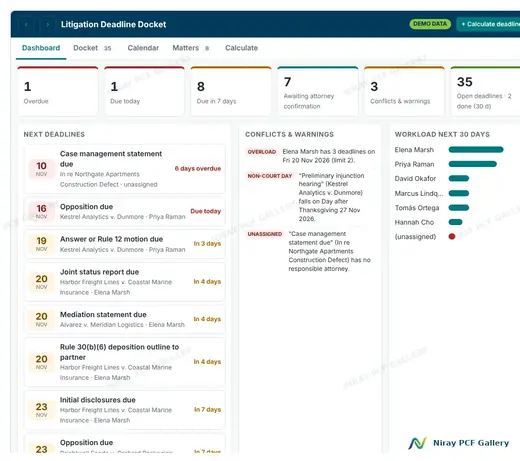 Litigation Deadline Docket
DEMO DATA
+ Calculate deadline
Dashboard
Docket 35
Calendar
Matters 8
Calculate
1
Overdue
1
Due today
8
Due in 7 days
7
Awaiting attorney
confirmation
3
Conflicts & warnings
35
Open deadlines · 2
done (30 d)
NEXT DEADLINES
10
NOV
Case management statement
due
In re Northgate Apartments
Construction Defect · unassigned
6 days overdue
16
NOV
Opposition due
Kestrel Analytics v. Dunmore · Priya Raman
Due today
19
NOV
Answer or Rule 12 motion due
Kestrel Analytics v. Dunmore · Priya Raman
In 3 days
20
NOV
Joint status report due
Harbor Freight Lines v. Coastal Marine
Insurance · Elena Marsh
In 4 days
20
NOV
Mediation statement due
Alvarez v. Meridian Logistics · Elena Marsh
In 4 days
20
NOV
Rule 30(b)(6) deposition outline to
partner
Harbor Freight Lines v. Coastal Marine
Insurance · Elena Marsh
In 4 days
23
NOV
Initial disclosures due
Harbor Freight Lines v. Coastal Marine
Insurance · Elena Marsh
In 7 days
23
NOV
Opposition due
In 7 days
CONFLICTS & WARNINGS
OVERLOAD
Elena Marsh has 3 deadlines on
Fri 20 Nov 2026 (limit 2).
NON-COURT DAY
"Preliminary injunction
hearing" (Kestrel
Analytics v. Dunmore)
falls on Day after
Thanksgiving 27 Nov
2026.
UNASSIGNED
"Case management
statement due" (In re
Northgate Apartments
Construction Defect) has no
responsible attorney.
WORKLOAD NEXT 30 DAYS
Elena Marsh
Priya Raman
David Okafor
Marcus Lindq...
Tomás Ortega
Hannah Cho
(unassigned)
Niray PCF Gallery